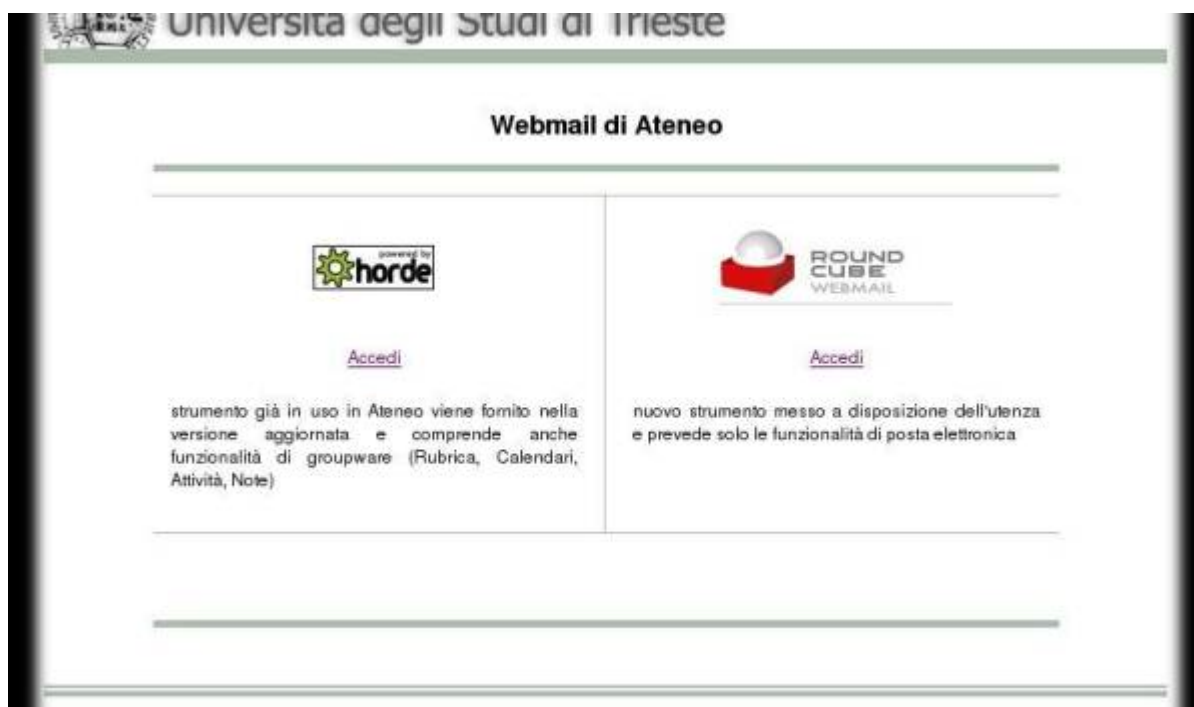 Università degli Studi di Trieste
Webmail di Ateneo
powered by
horde
Accedi
strumento già in uso in Ateneo viene fornito nella
versione aggiornata e comprende anche
funzionalità di groupware (Rubrica, Calendari,
Attività, Note)
ROUND
CUBE
WEBMAIL
Accedi
nuovo strumento messo a disposizione dell'utenza
e prevede solo le funzionalità di posta elettronica